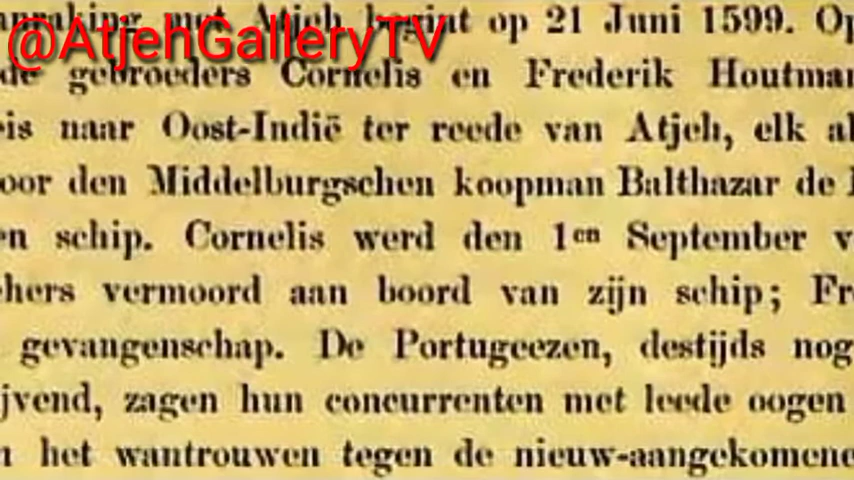 @AtjehGalleryTV
met Atjeh begint op 21 Juni 1599. Op
de gebroeders Cornelis en Frederik Houtman
is naar Oost-Indië ter reede van Atjeh, elk al
oor den Middelburgschen koopman Balthazar de
en schip. Cornelis werd den 1en September v
hers vermoord aan boord van zijn schip; Fr
gevangenschap. De Portugeezen, destijds nog
jvend, zagen hun concurrenten met leede oogen
het wantrouwen tegen de nieuw-aangekomene